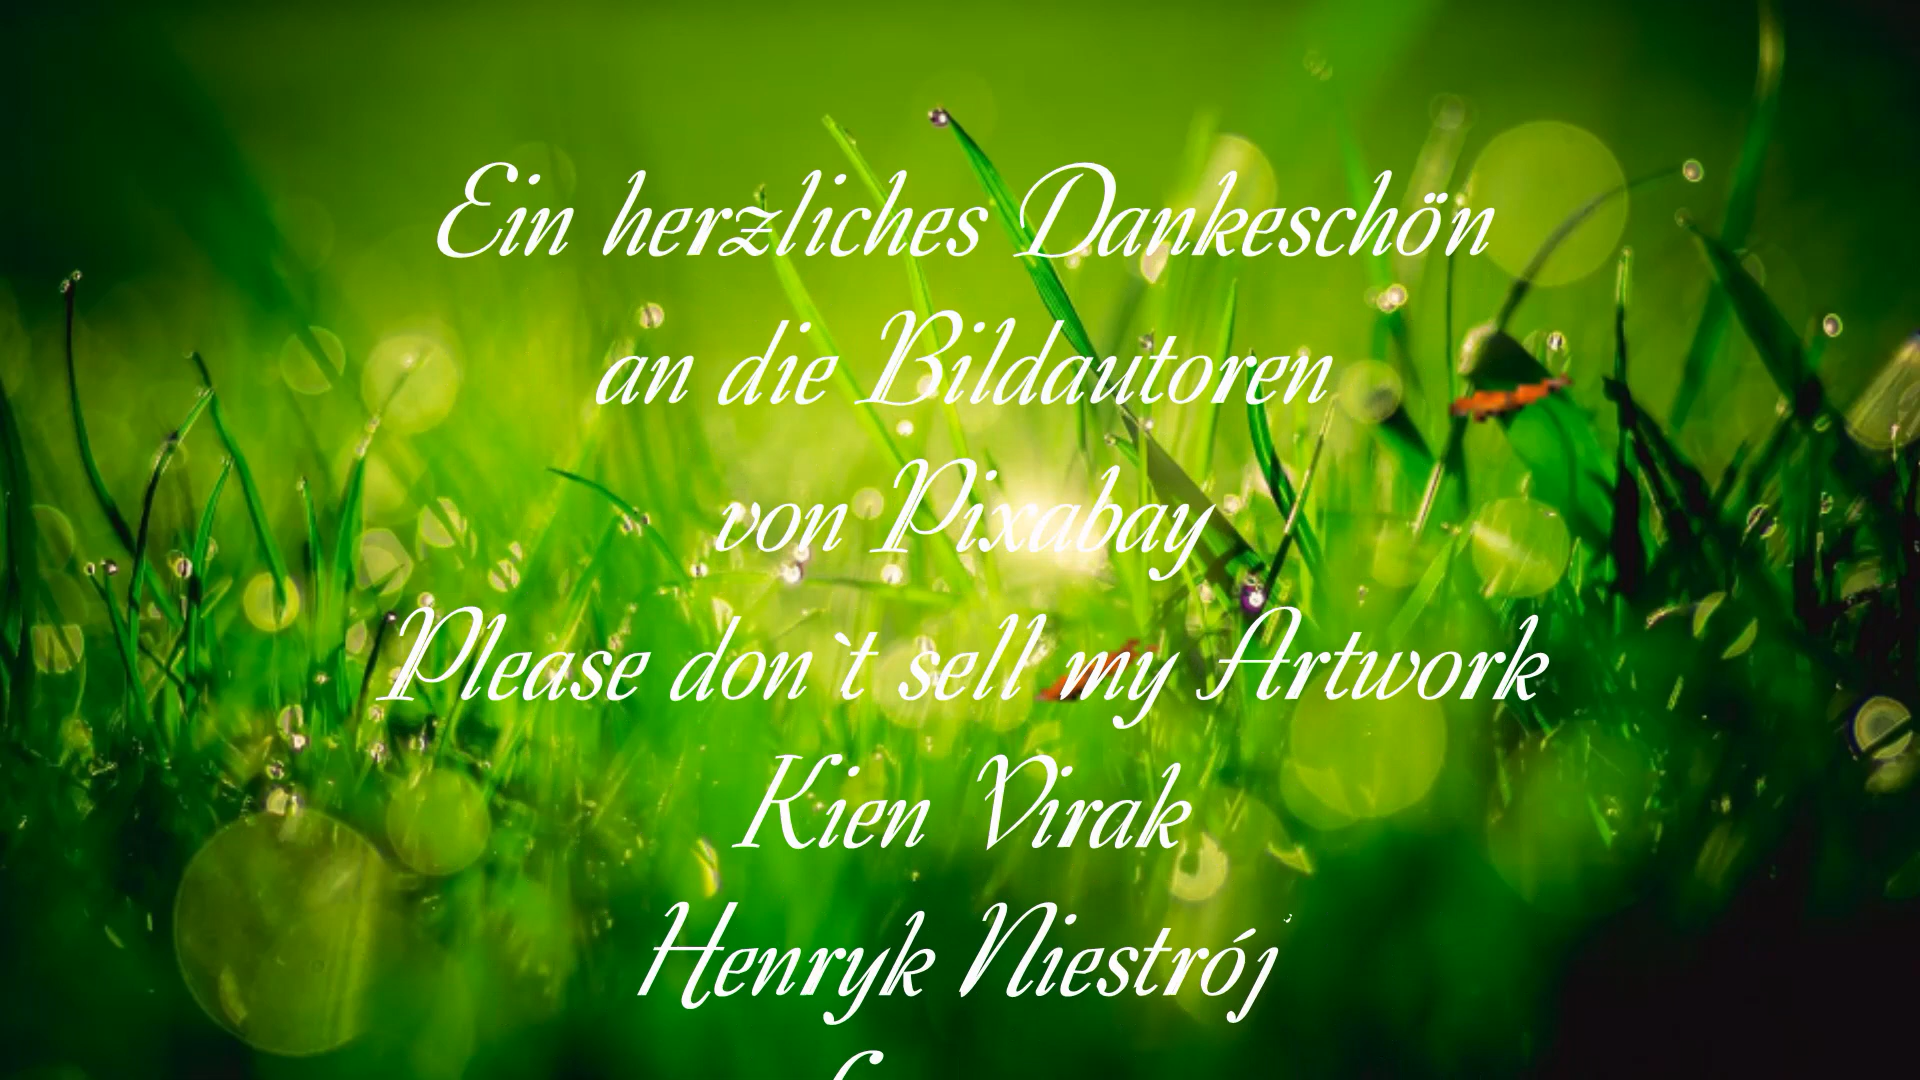 Ein herzliches Dankeschön
an die Bildautoren
von Pixabay
Please don`t sell my Artwork
Kien Virak
Henryk Niestrój